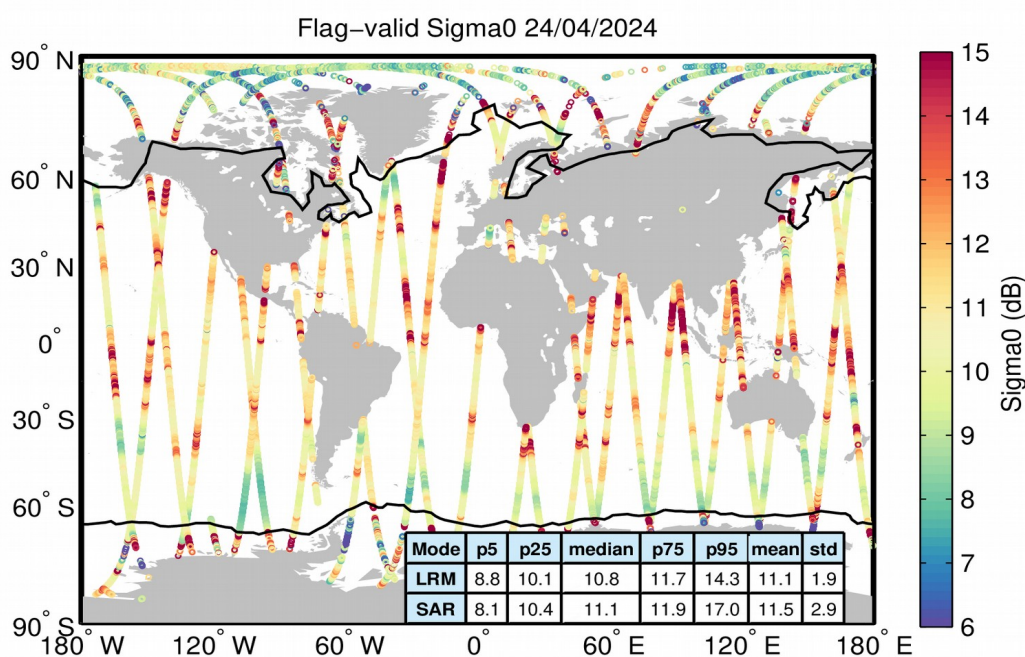 Flag−valid Sigma0 24/04/2024
90° N
60° N
30° N
0°
30° S
60° S
90° S
180° W
120° W
60° W
0°
60° E
120° E
180° E
Mode p5 p25 median p75 p95 mean std
LRM 8.8 10.1 10.8 11.7 14.3 11.1 1.9
SAR 8.1 10.4 11.1 11.9 17.0 11.5 2.9
15
14
13
12
11
10
9
8
7
6
Sigma0 (dB)